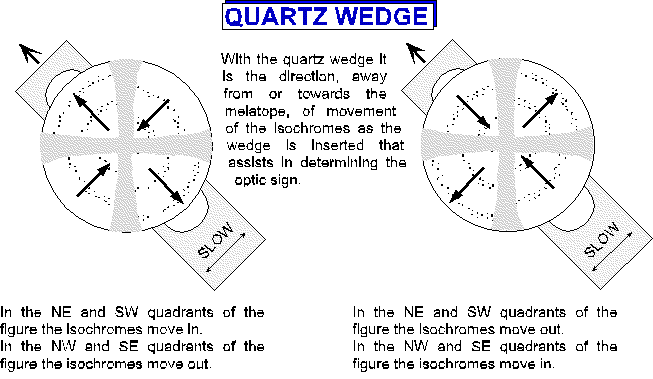 QUARTZ WEDGE
With the quartz wedge it
is the direction, away
from or towards the
melatope, of movement
of the isochromes as the
wedge is inserted that
assists in determining the
optic sign.
SLOW
SLOW
In the NE and SW quadrants of the
figure the isochromes move in.
In the NW and SE quadrants of the
figure the isochromes move out.
In the NE and SW quadrants of the
figure the isochromes move out.
In the NW and SE quadrants of the
figure the isochromes move in.